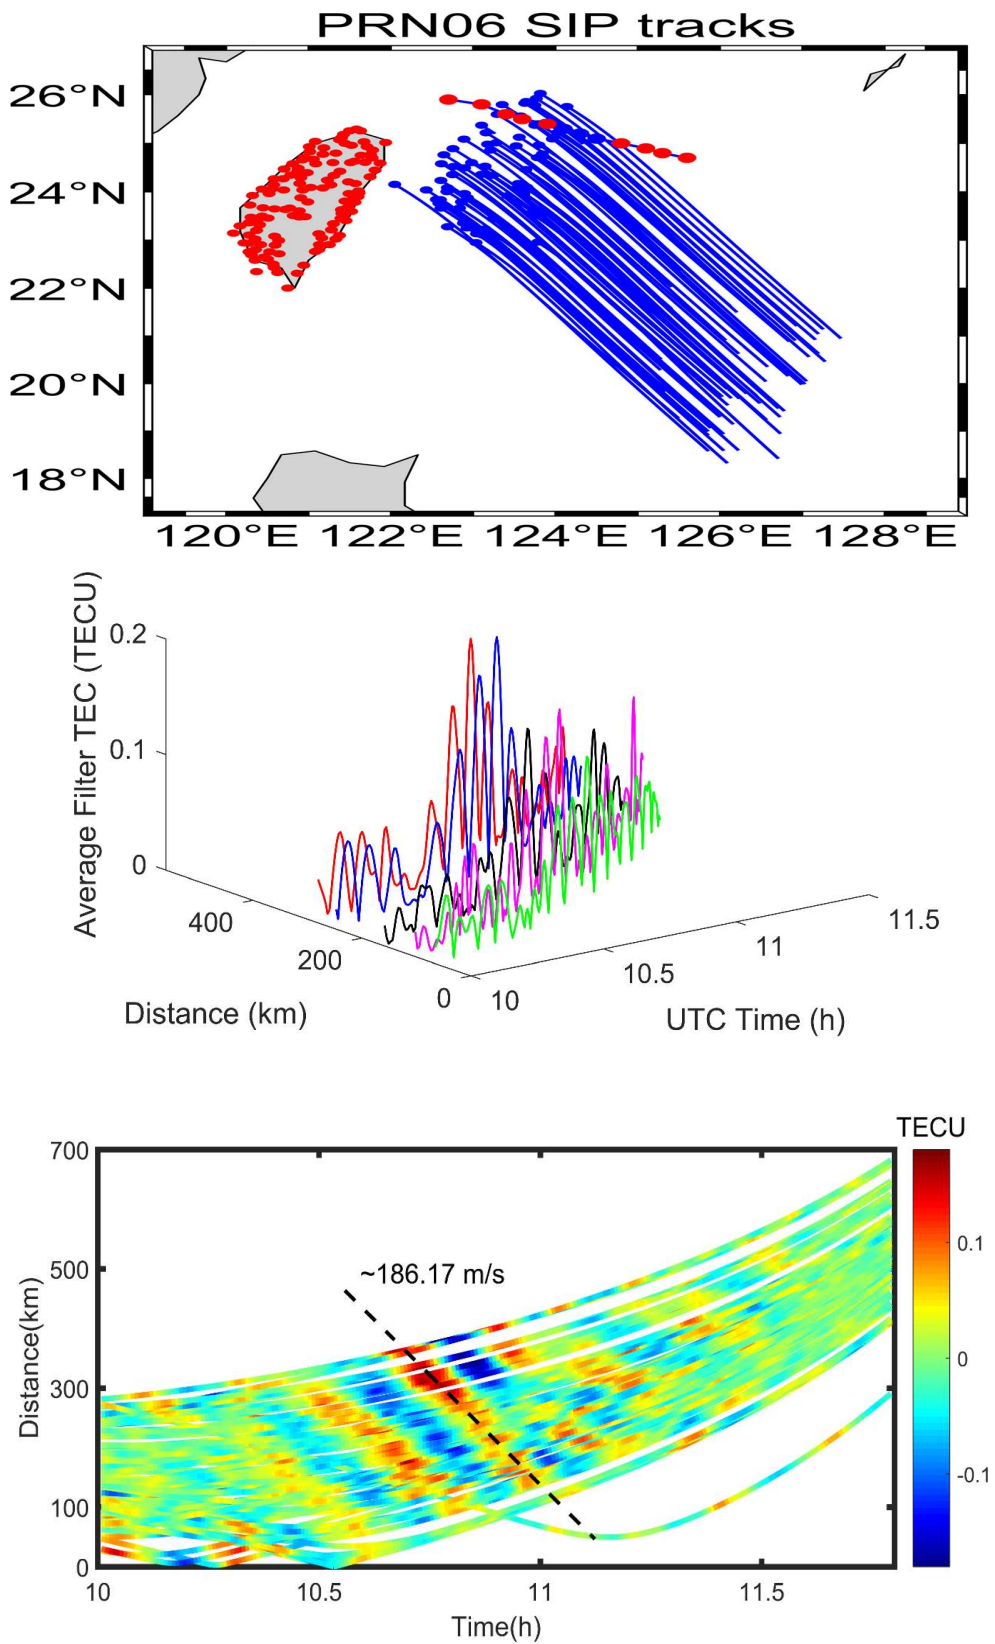 PRN06 SIP tracks
26°N
24°N
22°N
20°N
18°N
120°E 122°E 124°E 126°E 128°E
Average Filter TEC (TECU)
0.2
0.1
0
400
200
0
10
10.5
11
11.5
Distance (km)
UTC Time (h)
TECU
700
500
300
100
0
Distance(km)
~186.17 m/s
0.1
0
-0.1
10 10.5 11 11.5
Time(h)